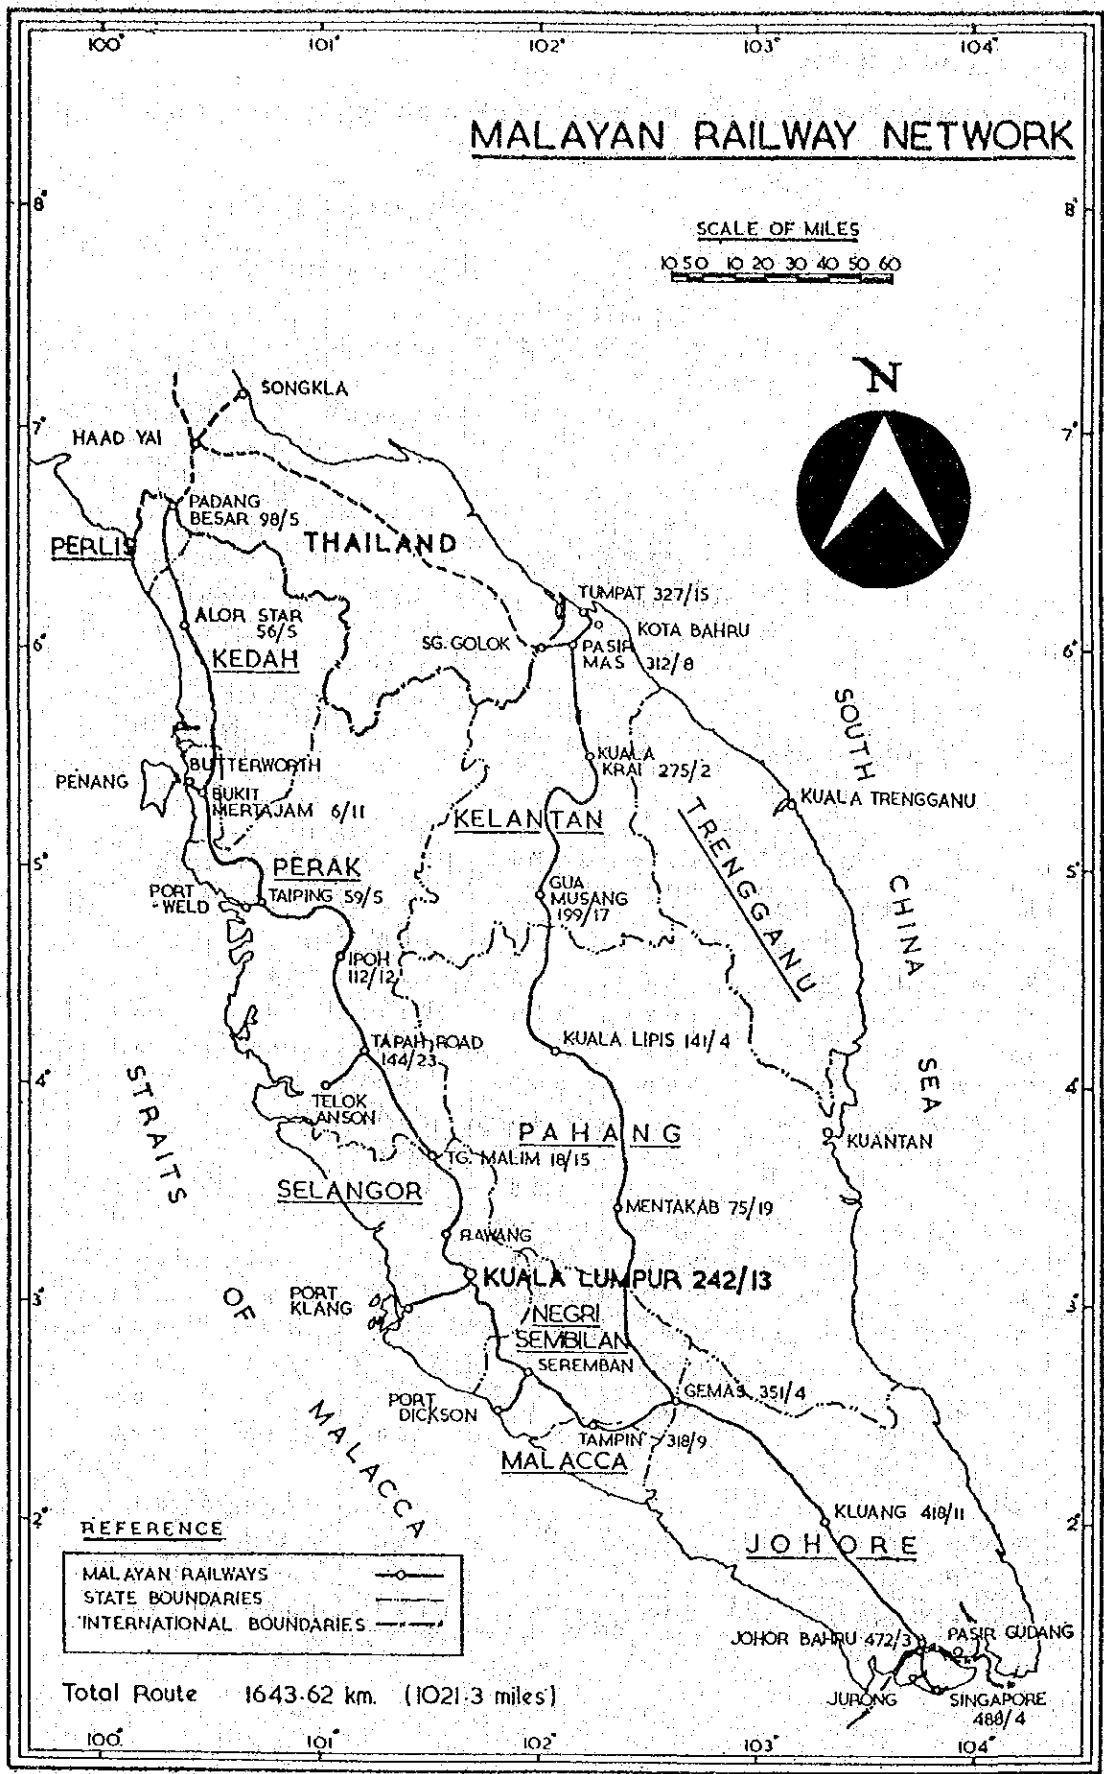 100° 101° 102° 103° 104°
MALAYAN RAILWAY NETWORK
8° 8°
SCALE OF MILES
10 5 0 10 20 30 40 50 60
N
SONGKLA
7° 7°
HAAD YAI
PADANG
BESAR 98/5
PERLIS
THAILAND
TUMPAT 327/15
ALOR STAR
56/5
KOTA BAHRU
6° 6°
SG. GOLOK
PASIR
MAS 312/8
KEDAH
SOUTH
CHINA
SEA
BUTTERWORTH
PENANG
BUKIT
MERTAJAM 6/11
KUALA
KRAI 275/2
KUALA TRENGGANU
KELANTAN
TRENGGANU
5° 5°
PERAK
PORT
WELD
TAIPING 59/5
GUA
MUSANG
199/17
IPOH
112/12
TAPAH ROAD
144/23
KUALA LIPIS 141/4
4° 4°
TELOK
ANSON
STRAITS
OF
MALACCA
PAHANG
KUANTAN
TG. MALIM 18/15
SELANGOR
MENTAKAB 75/19
RAWANG
KUALA LUMPUR 242/13
PORT
KLANG
3° 3°
NEGRI
SEMBILAN
SEREMBAN
PORT
DICKSON
GEMAS 351/4
TAMPIN 318/9
MALACCA
2° 2°
KLUANG 418/11
JOHORE
REFERENCE
MALAYAN RAILWAYS
STATE BOUNDARIES
INTERNATIONAL BOUNDARIES
JOHOR BAHRU 472/3
PASIR GUDANG
JURONG
SINGAPORE
488/4
Total Route 1643.62 km. (1021.3 miles)
100° 101° 102° 103° 104°